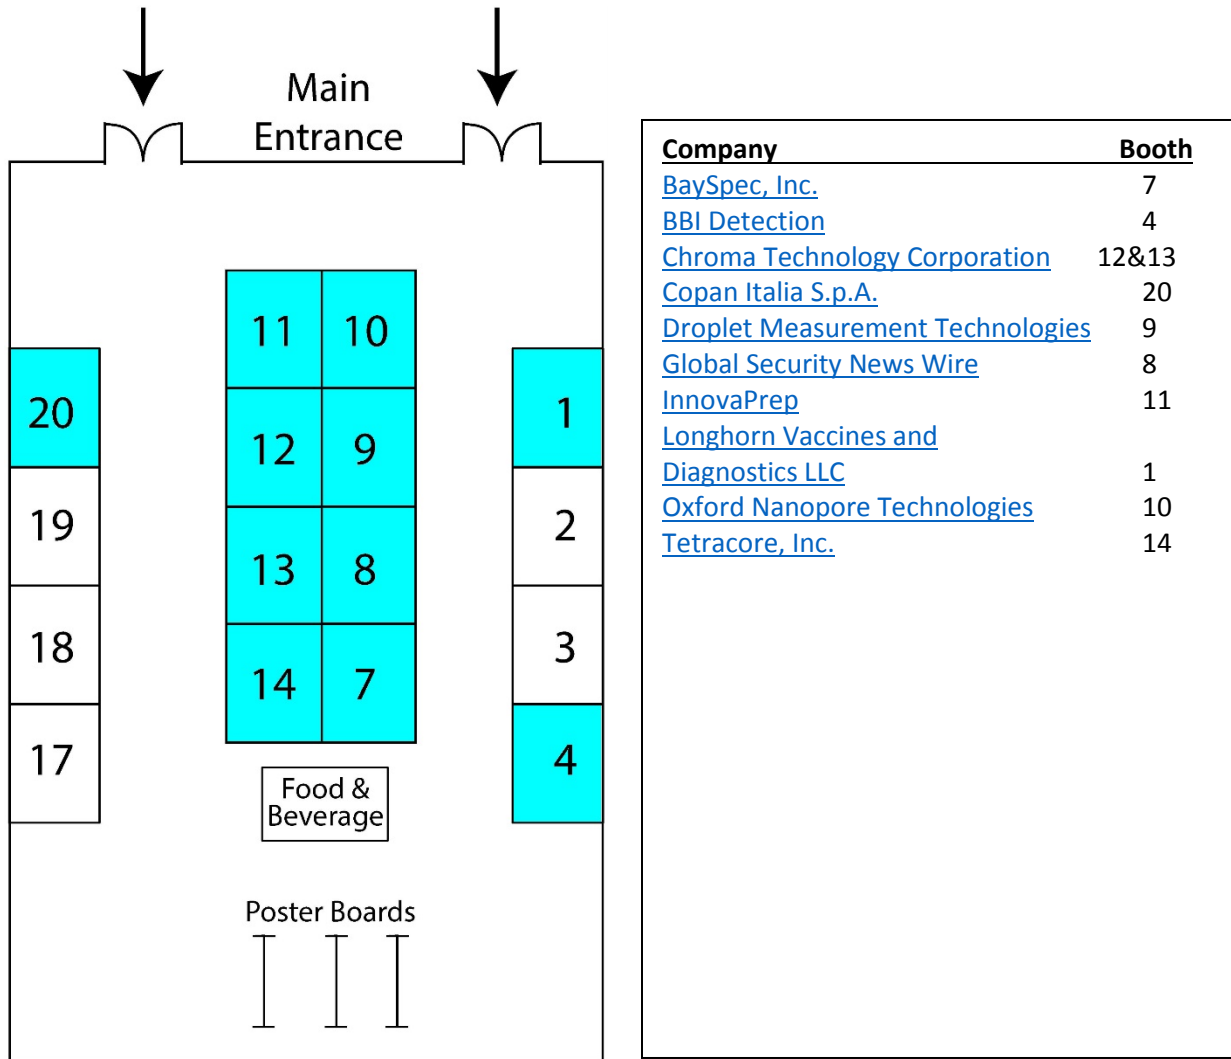 Main
Entrance
11 10
20 1
12 9
19 2
13 8
18 3
14 7
17 4
Food &
Beverage
Poster Boards
Company Booth
BaySpec, Inc. 7
BBI Detection 4
Chroma Technology Corporation 12&13
Copan Italia S.p.A. 20
Droplet Measurement Technologies 9
Global Security News Wire 8
InnovaPrep 11
Longhorn Vaccines and
Diagnostics LLC 1
Oxford Nanopore Technologies 10
Tetracore, Inc. 14